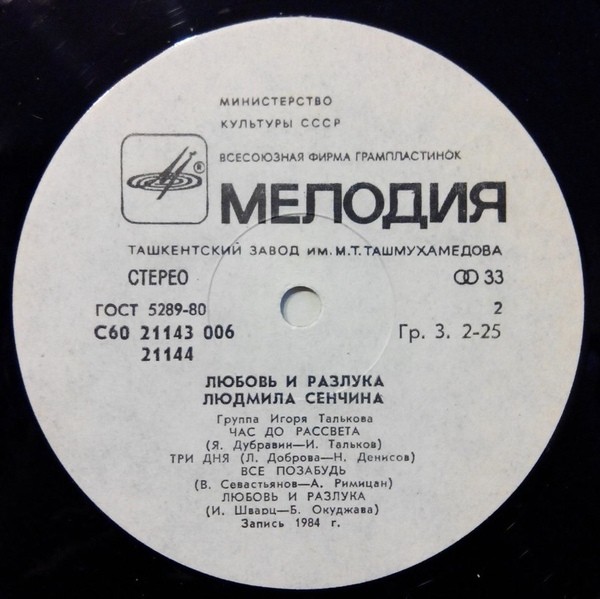 МИНИСТЕРСТВО
КУЛЬТУРЫ СССР
ВСЕСОЮЗНАЯ ФИРМА ГРАМПЛАСТИНОК
®
МЕЛОДИЯ
ТАШКЕНТСКИЙ ЗАВОД им. М.Т. ТАШМУХАМЕДОВА
СТЕРЕО 33
ГОСТ 5289-80 2
С60 21143 006 Гр. 3. 2-25
21144
ЛЮБОВЬ И РАЗЛУКА
ЛЮДМИЛА СЕНЧИНА
Группа Игоря Талькова
ЧАС ДО РАССВЕТА
(Я. Дубравин—И. Тальков)
ТРИ ДНЯ (Л. Доброва—Н. Денисов)
ВСЕ ПОЗАБУДЬ
(В. Севастьянов—А. Римицан)
ЛЮБОВЬ И РАЗЛУКА
(И. Шварц—Б. Окуджава)
Запись 1984 г.